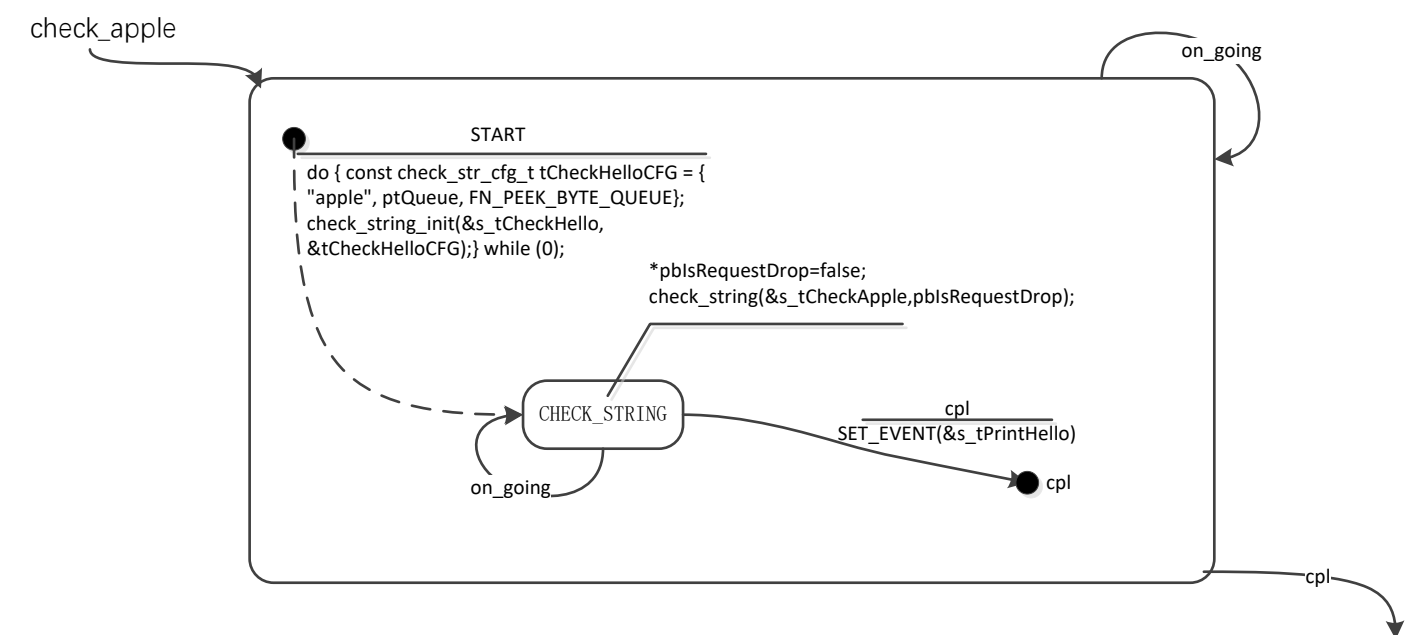 check_apple
on_going
START
do { const check_str_cfg_t tCheckHelloCFG = {
"apple", ptQueue, FN_PEEK_BYTE_QUEUE};
check_string_init(&s_tCheckHello,
&tCheckHelloCFG);} while (0);
*pbIsRequestDrop=false;
check_string(&s_tCheckApple,pbIsRequestDrop);
CHECK_STRING
cpl
SET_EVENT(&s_tPrintHello)
on_going
cpl
cpl